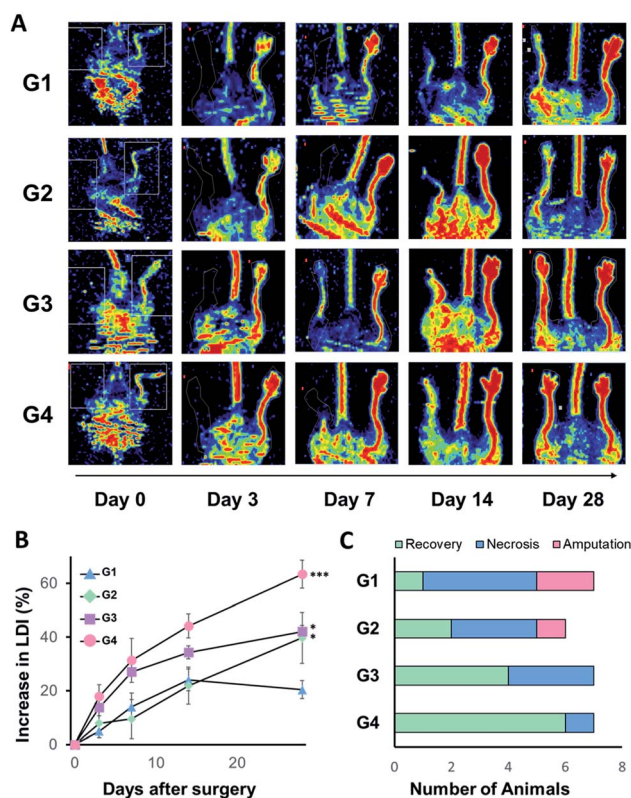 A
G1
G2
G3
G4
Day 0 Day 3 Day 7 Day 14 Day 28
B
Increase in LDI (%)
60
40
20
0
G1
G2
G3
G4
***
*
*
0 10 20
Days after surgery
C
Recovery Necrosis Amputation
G1
G2
G3
G4
0 2 4 6 8
Number of Animals